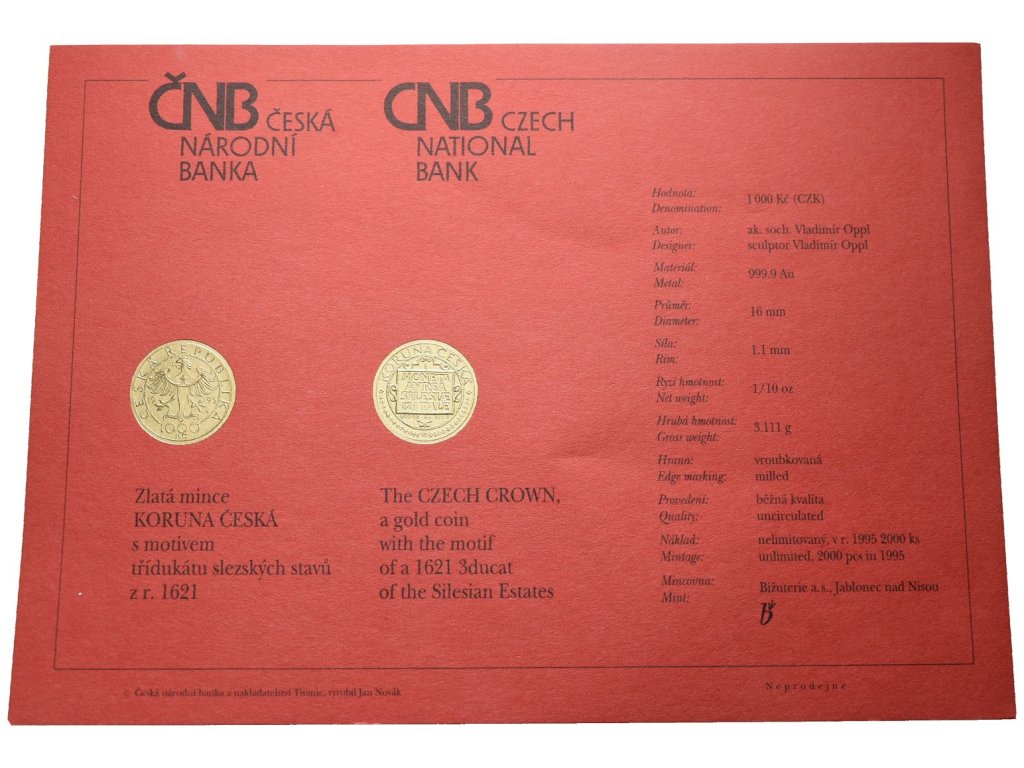 ČNB ČESKÁ
NÁRODNÍ
BANKA
CNB CZECH
NATIONAL
BANK
Hodnota:
Denomination: 1 000 Kč (CZK)
Autor: ak. soch. Vladimír Oppl
Designer: sculptor Vladimír Oppl
Materiál:
Metal: 999.9 Au
Průměr:
Diameter: 16 mm
Síla:
Rim: 1.1 mm
Ryzí hmotnost:
Net weight: 1/10 oz
Hrubá hmotnost:
Gross weight: 3.111 g
Hrana: vroubkovaná
Edge marking: milled
Provedení: běžná kvalita
Quality: uncirculated
Náklad: nelimitovaný, v r. 1995 2000 ks
Mintage: unlimited, 2000 pcs in 1995
Mincovna:
Mint: Bižuterie a.s., Jablonec nad Nisou
ČESKÁ REPUBLIKA
1000
Kč
KORUNA ČESKÁ
MONETA
AUREA
SILESIÆ
Zlatá mince
KORUNA ČESKÁ
s motivem
třídukátu slezských stavů
z r. 1621
The CZECH CROWN,
a gold coin
with the motif
of a 1621 3ducat
of the Silesian Estates
© Česká národní banka a nakladatelství Titanic, vyrobil Jan Novák
Neprodejne